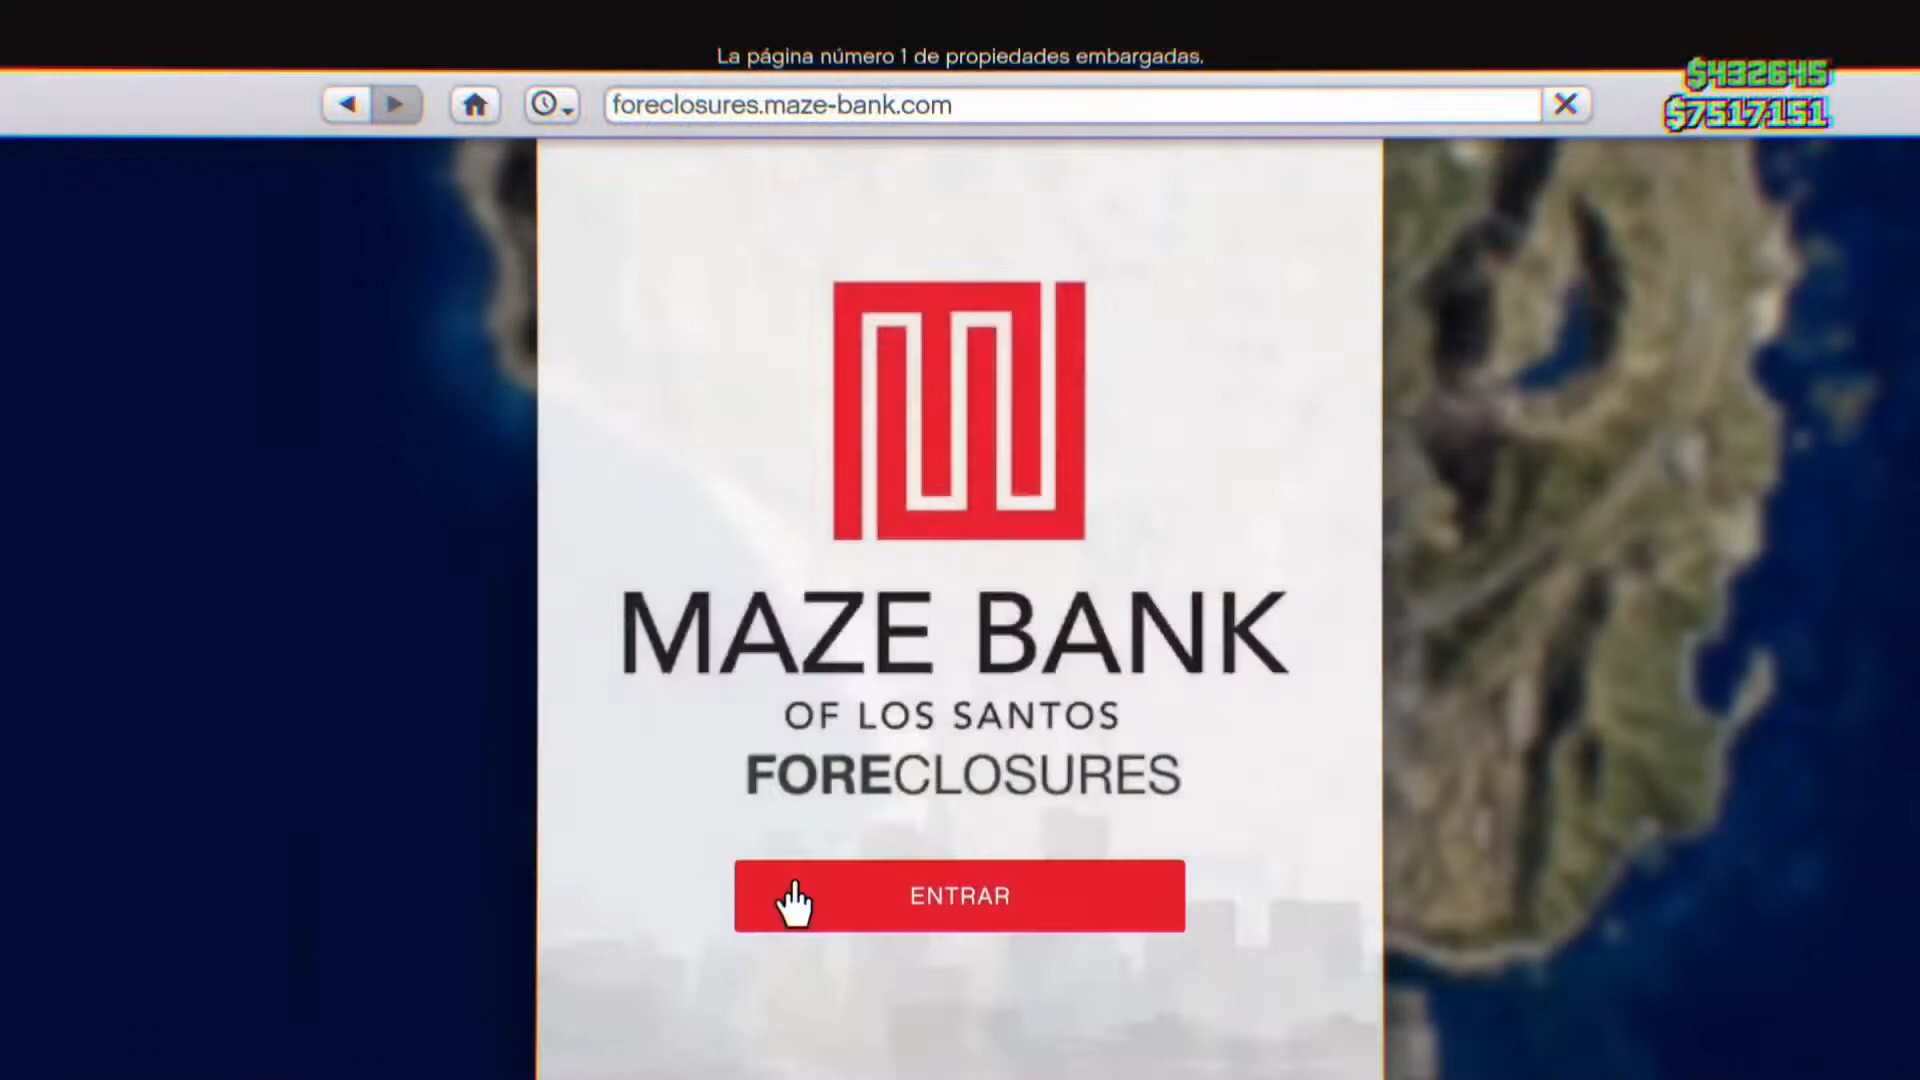 La página número 1 de propiedades embargadas.
foreclosures.maze-bank.com
$432645
$7517151
MAZE BANK
OF LOS SANTOS
FORECLOSURES
ENTRAR